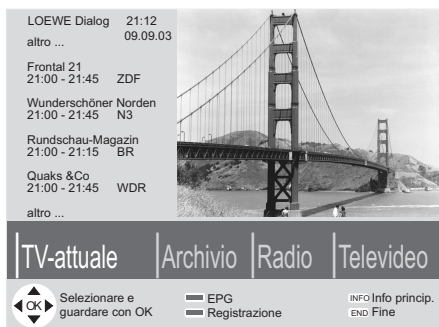 LOEWE Dialog 21:12
altro ... 09.09.03
Frontal 21
21:00 - 21:45 ZDF
Wunderschöner Norden
21:00 - 21:45 N3
Rundschau-Magazin
21:00 - 21:15 BR
Quaks &Co
21:00 - 21:45 WDR
altro ...
TV-attuale Archivio Radio Televideo
OK Selezionare e
guardare con OK
EPG
Registrazione
INFO Info princip.
END Fine